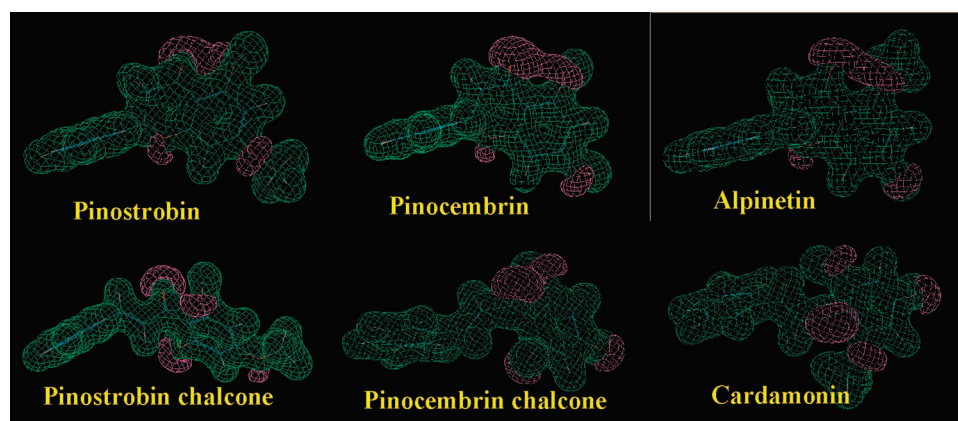 Pinostrobin
Pinocembrin
Alpinetin
Pinostrobin chalcone
Pinocembrin chalcone
Cardamonin